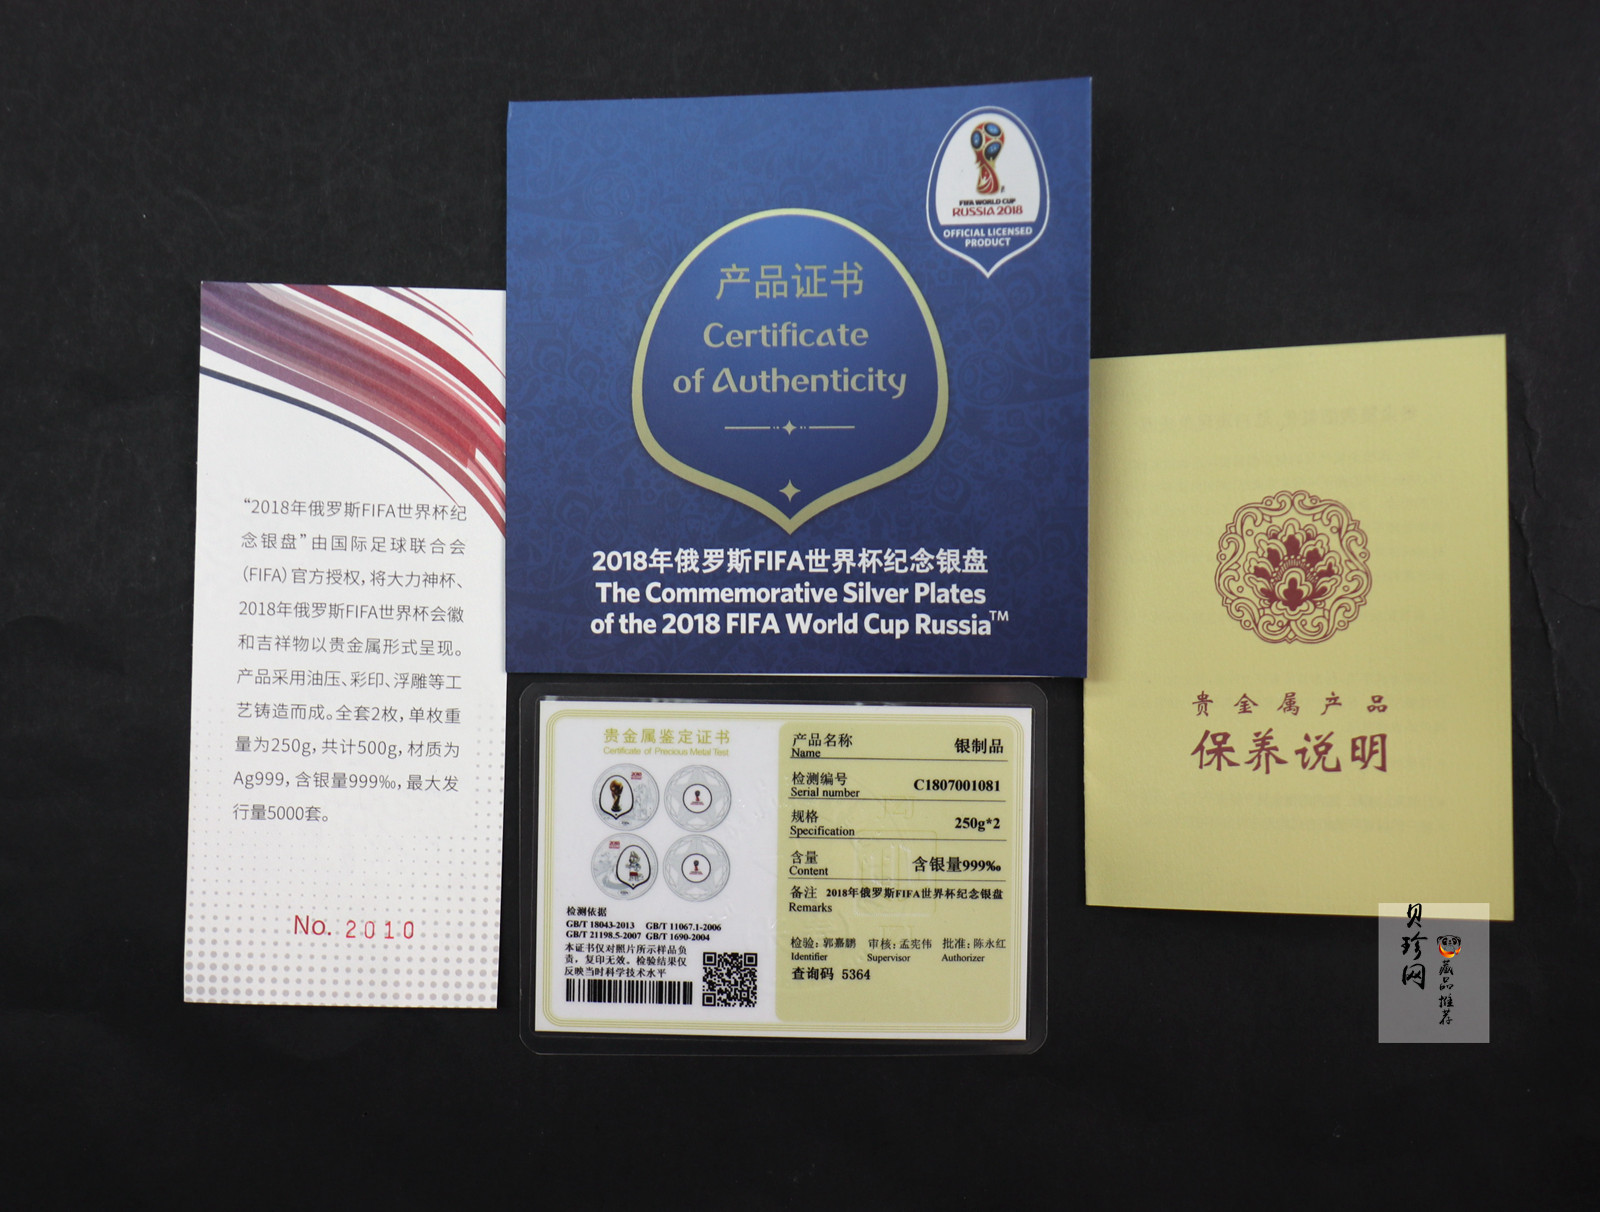 “2018年俄罗斯FIFA世界杯纪
念银盘”由国际足球联合会
（FIFA）官方授权，将大力神杯、
2018年俄罗斯FIFA世界杯会徽
和吉祥物以贵金属形式呈现。
产品采用油压、彩印、浮雕等工
艺铸造而成。全套2枚，单枚重
量为250g，共计500g，材质为
Ag999，含银量999‰，最大发
行量5000套。
No. 2010
FIFA WORLD CUP
RUSSIA 2018
OFFICIAL LICENSED
PRODUCT
产品证书
Certificate
of Authenticity
2018年俄罗斯FIFA世界杯纪念银盘
The Commemorative Silver Plates
of the 2018 FIFA World Cup Russia™
贵金属鉴定证书
Certificate of Precious Metal Test
检测依据
GB/T 18043-2013 GB/T 11067.1-2006
GB/T 21198.5-2007 GB/T 1690-2004
本证书仅对照片所示样品负
责，复印无效。检验结果仅
反映当时科学技术水平
产品名称 银制品
Name
检测编号 C1807001081
Serial number
规格 250g*2
Specification
含量 含银量999‰
Content
备注 2018年俄罗斯FIFA世界杯纪念银盘
Remarks
检验：郭嘉鹏 审核：孟宪伟 批准：陈永红
Identifier Supervisor Authorizer
查询码 5364
贵金属产品
保养说明
贝珍网
藏品推荐